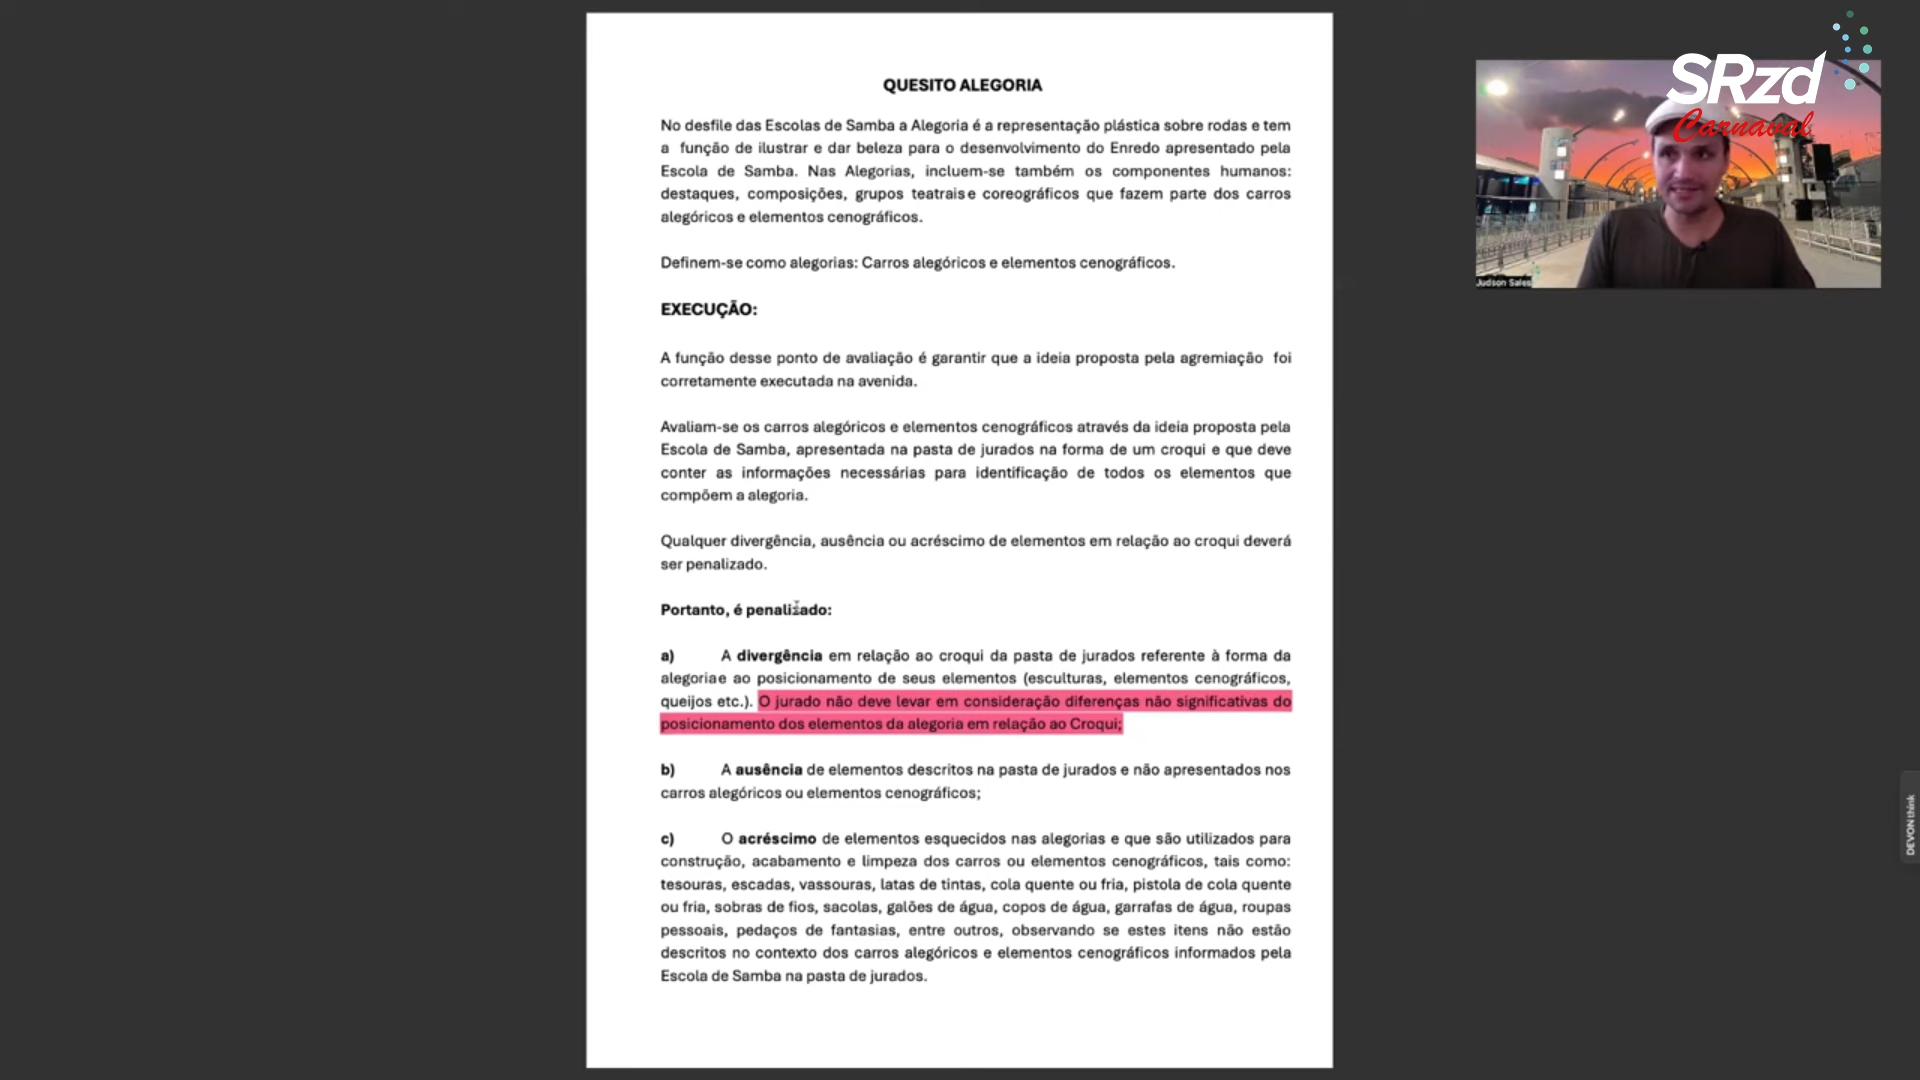 QUESITO ALEGORIA
No desfile das Escolas de Samba a Alegoria é a representação plástica sobre rodas e tem
a função de ilustrar e dar beleza para o desenvolvimento do Enredo apresentado pela
Escola de Samba. Nas Alegorias, incluem-se também os componentes humanos:
destaques, composições, grupos teatrais e coreográficos que fazem parte dos carros
alegóricos e elementos cenográficos.
Definem-se como alegorias: Carros alegóricos e elementos cenográficos.
EXECUÇÃO:
A função desse ponto de avaliação é garantir que a ideia proposta pela agremiação foi
corretamente executada na avenida.
Avaliam-se os carros alegóricos e elementos cenográficos através da ideia proposta pela
Escola de Samba, apresentada na pasta de jurados na forma de um croqui e que deve
conter as informações necessárias para identificação de todos os elementos que
compõem a alegoria.
Qualquer divergência, ausência ou acréscimo de elementos em relação ao croqui deverá
ser penalizado.
Portanto, é penalizado:
a) A divergência em relação ao croqui da pasta de jurados referente à forma da
alegoria e ao posicionamento de seus elementos (esculturas, elementos cenográficos,
queijos etc.). O jurado não deve levar em consideração diferenças não significativas do
posicionamento dos elementos da alegoria em relação ao Croqui;
b) A ausência de elementos descritos na pasta de jurados e não apresentados nos
carros alegóricos ou elementos cenográficos;
c) O acréscimo de elementos esquecidos nas alegorias e que são utilizados para
construção, acabamento e limpeza dos carros ou elementos cenográficos, tais como:
tesouras, escadas, vassouras, latas de tintas, cola quente ou fria, pistola de cola quente
ou fria, sobras de fios, sacolas, galões de água, copos de água, garrafas de água, roupas
pessoais, pedaços de fantasias, entre outros, observando se estes itens não estão
descritos no contexto dos carros alegóricos e elementos cenográficos informados pela
Escola de Samba na pasta de jurados.
SRzd
Carnaval
Judson Sales
DEVONthink